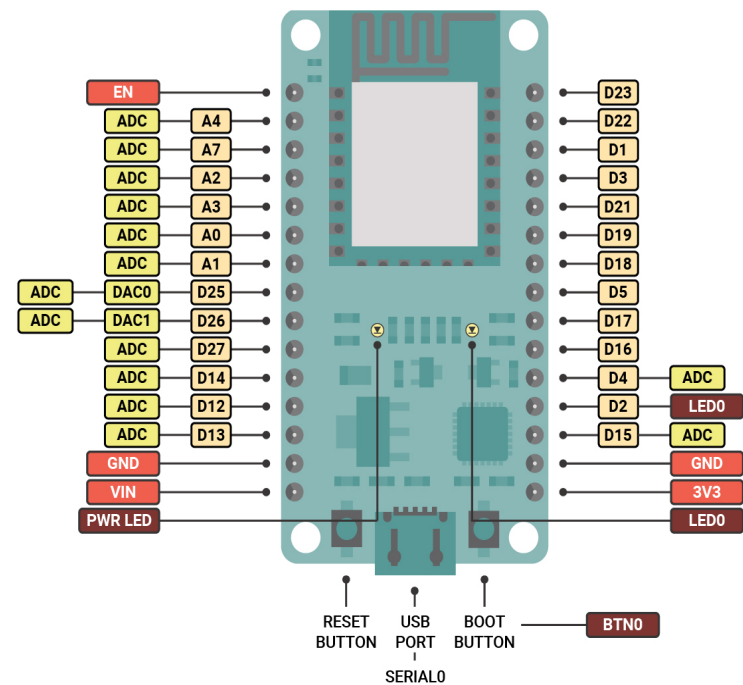 EN D23
ADC A4 D22
ADC A7 D1
ADC A2 D3
ADC A3 D21
ADC A0 D19
ADC A1 D18
ADC DAC0 D25 D5
ADC DAC1 D26 D17
ADC D27 D16
ADC D14 D4 ADC
ADC D12 D2 LED0
ADC D13 D15 ADC
GND GND
VIN 3V3
PWR LED LED0
RESET BUTTON
USB PORT
BOOT BUTTON
BTN0
SERIAL0